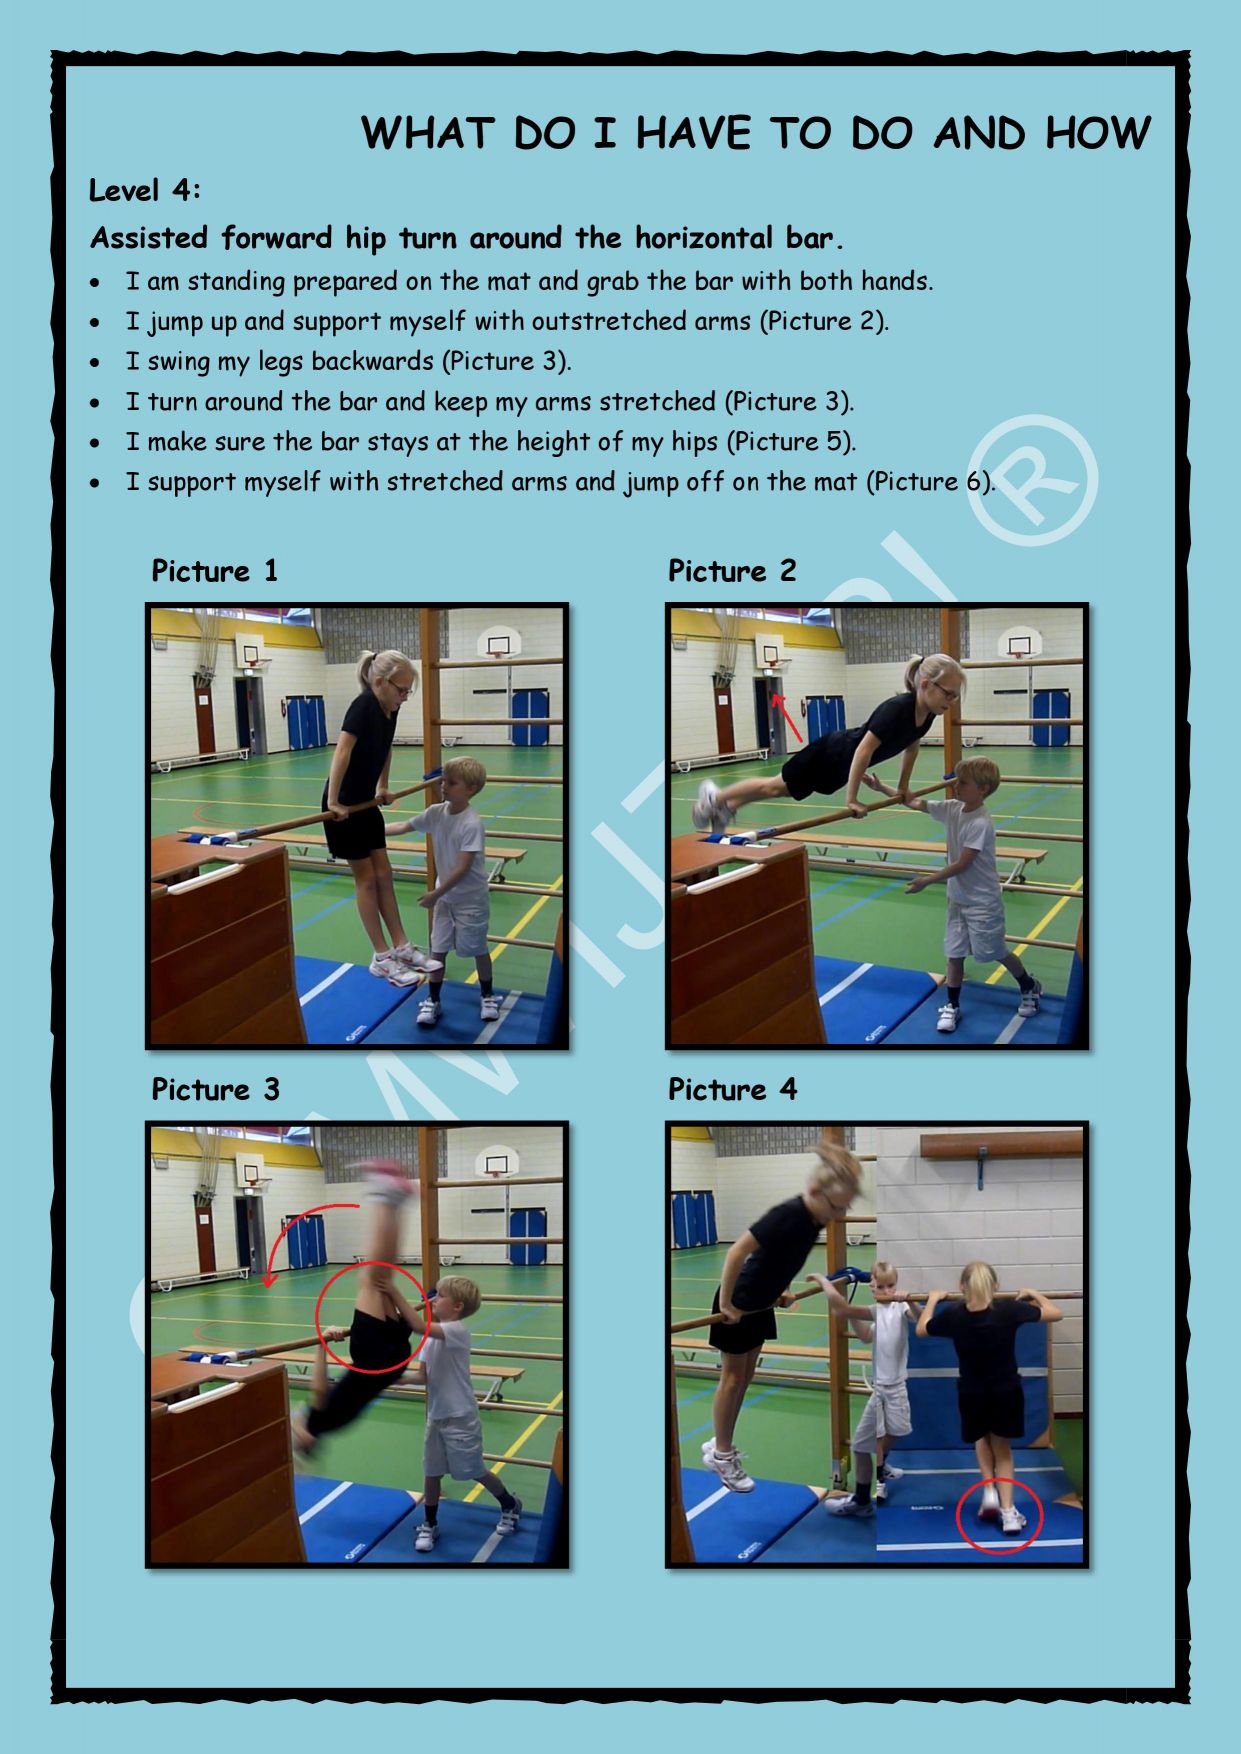 WHAT DO I HAVE TO DO AND HOW
Level 4:
Assisted forward hip turn around the horizontal bar.
• I am standing prepared on the mat and grab the bar with both hands.
• I jump up and support myself with outstretched arms (Picture 2).
• I swing my legs backwards (Picture 3).
• I turn around the bar and keep my arms stretched (Picture 3).
• I make sure the bar stays at the height of my hips (Picture 5).
• I support myself with stretched arms and jump off on the mat (Picture 6).
Picture 1
Picture 2
Picture 3
Picture 4